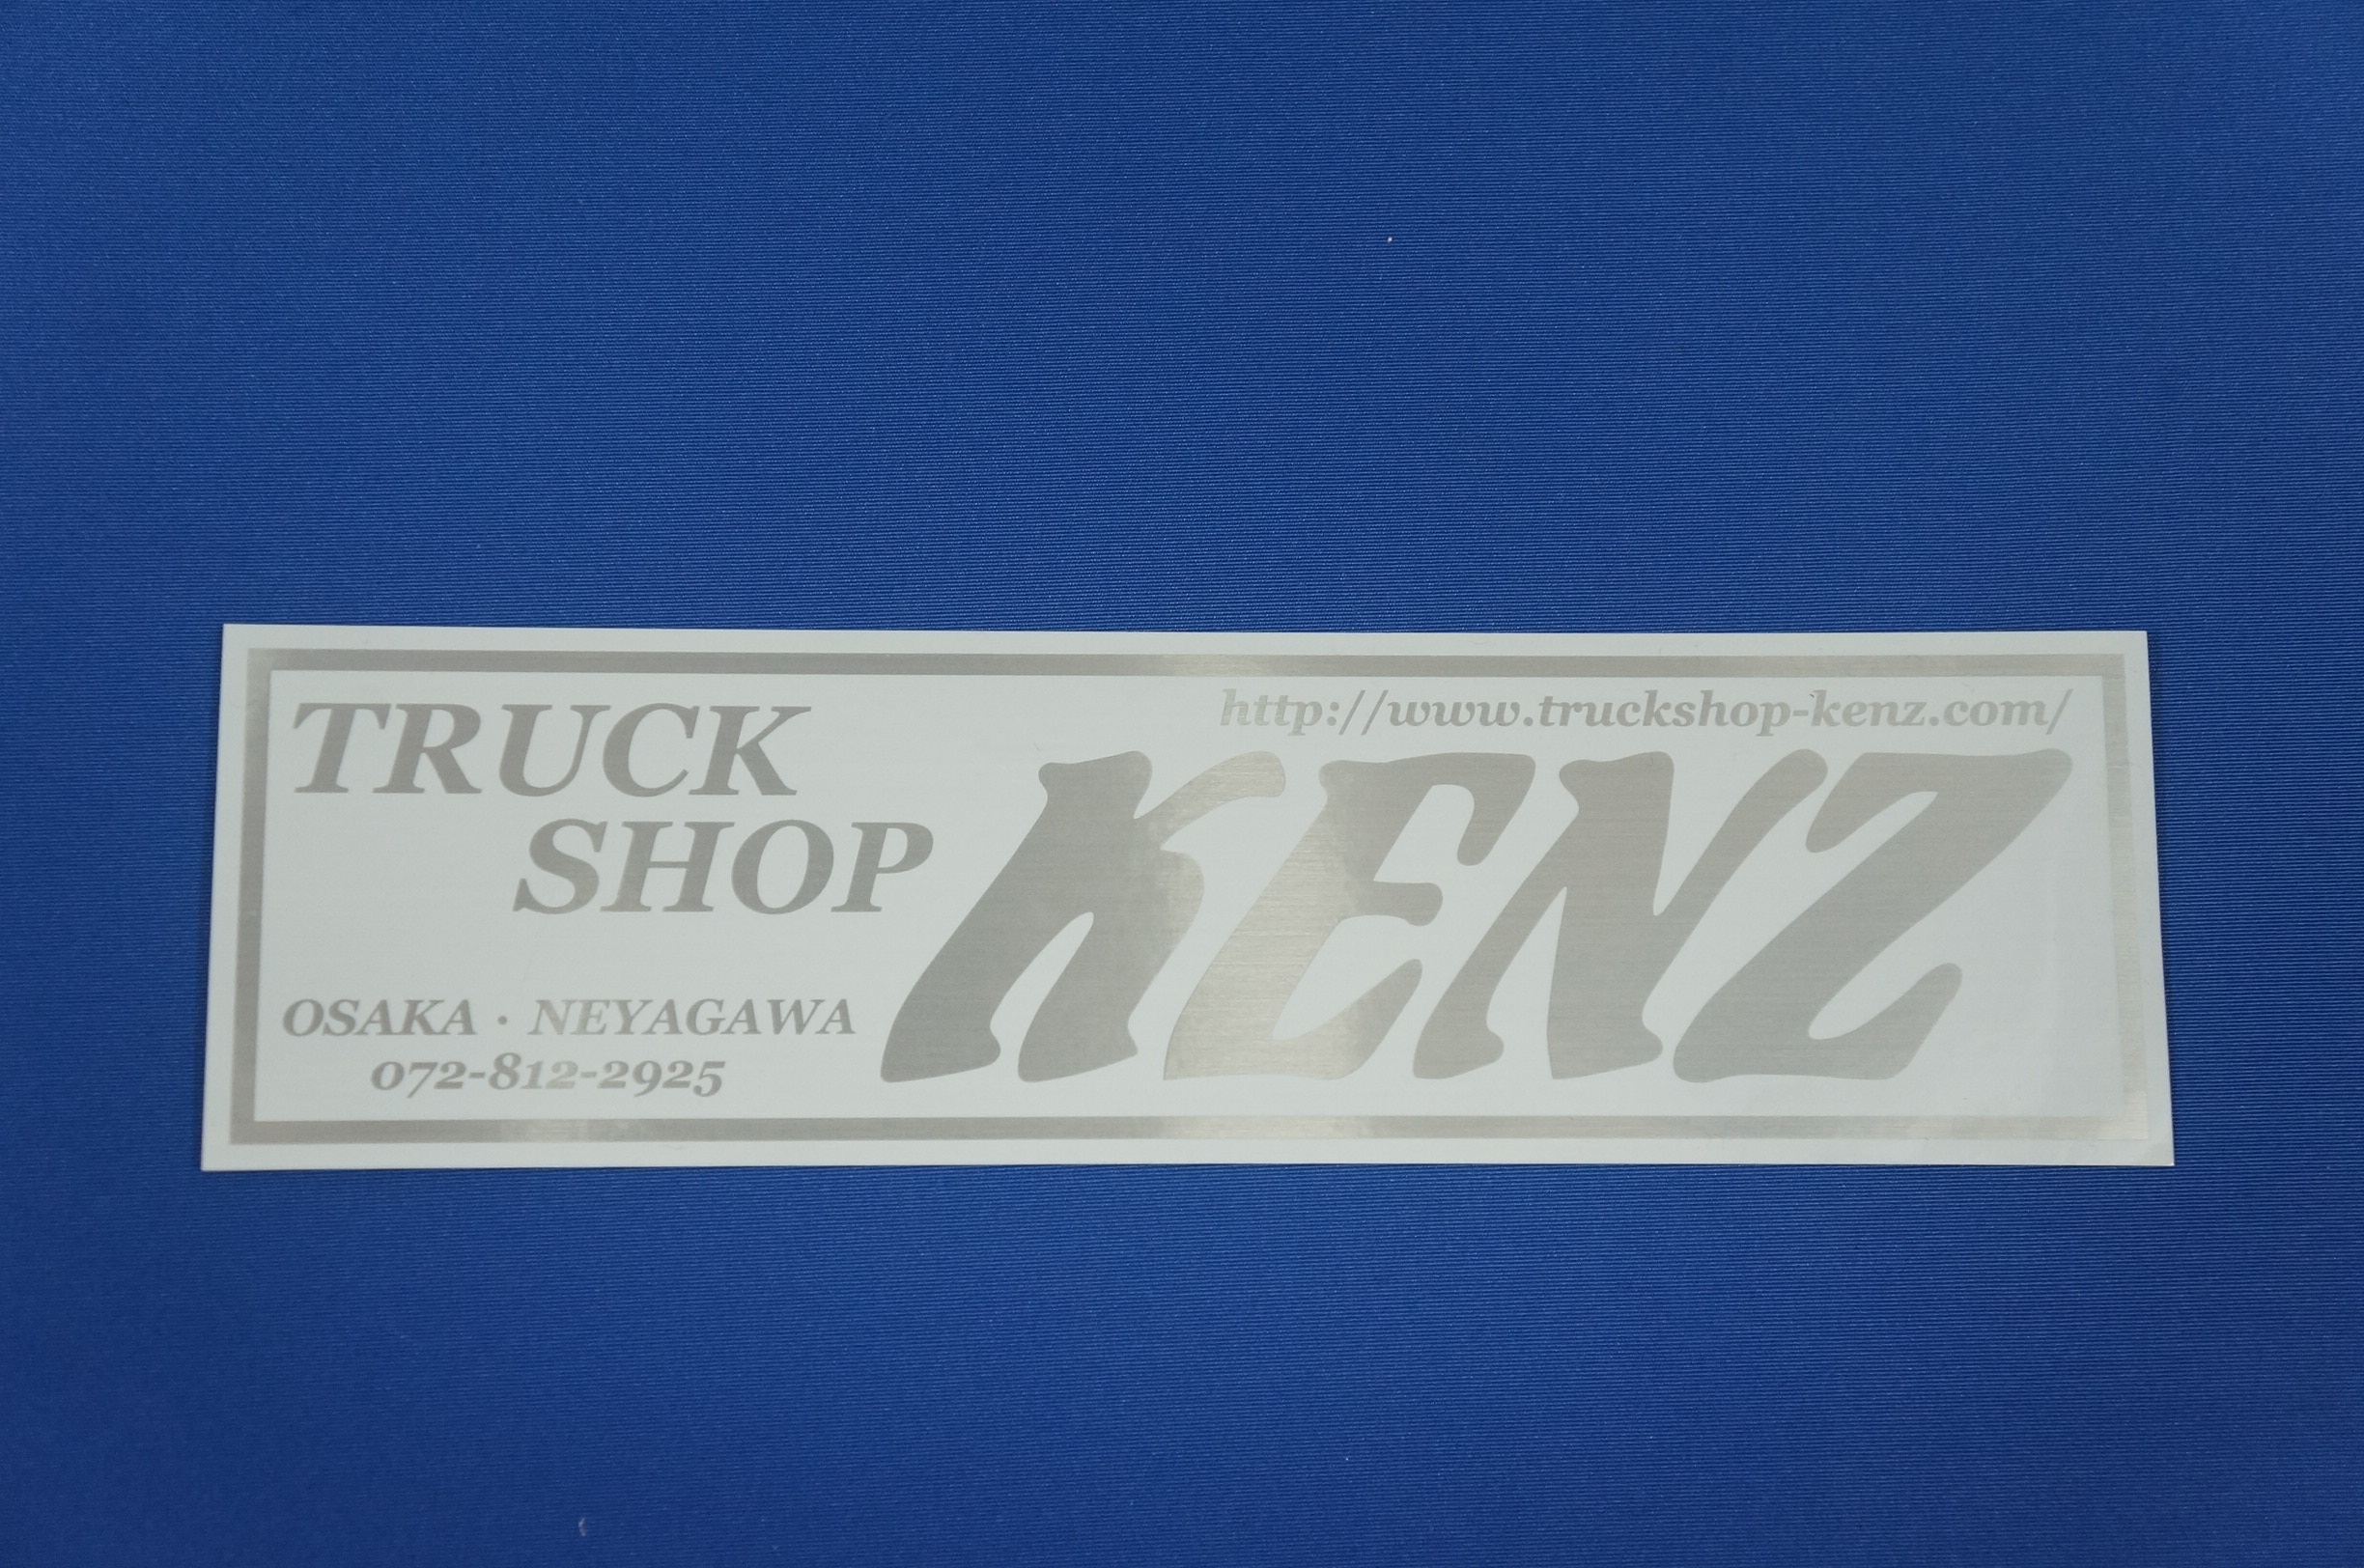 TRUCK
SHOP
http://www.truckshop-kenz.com/
KENZ
OSAKA・NEYAGAWA
072-812-2925